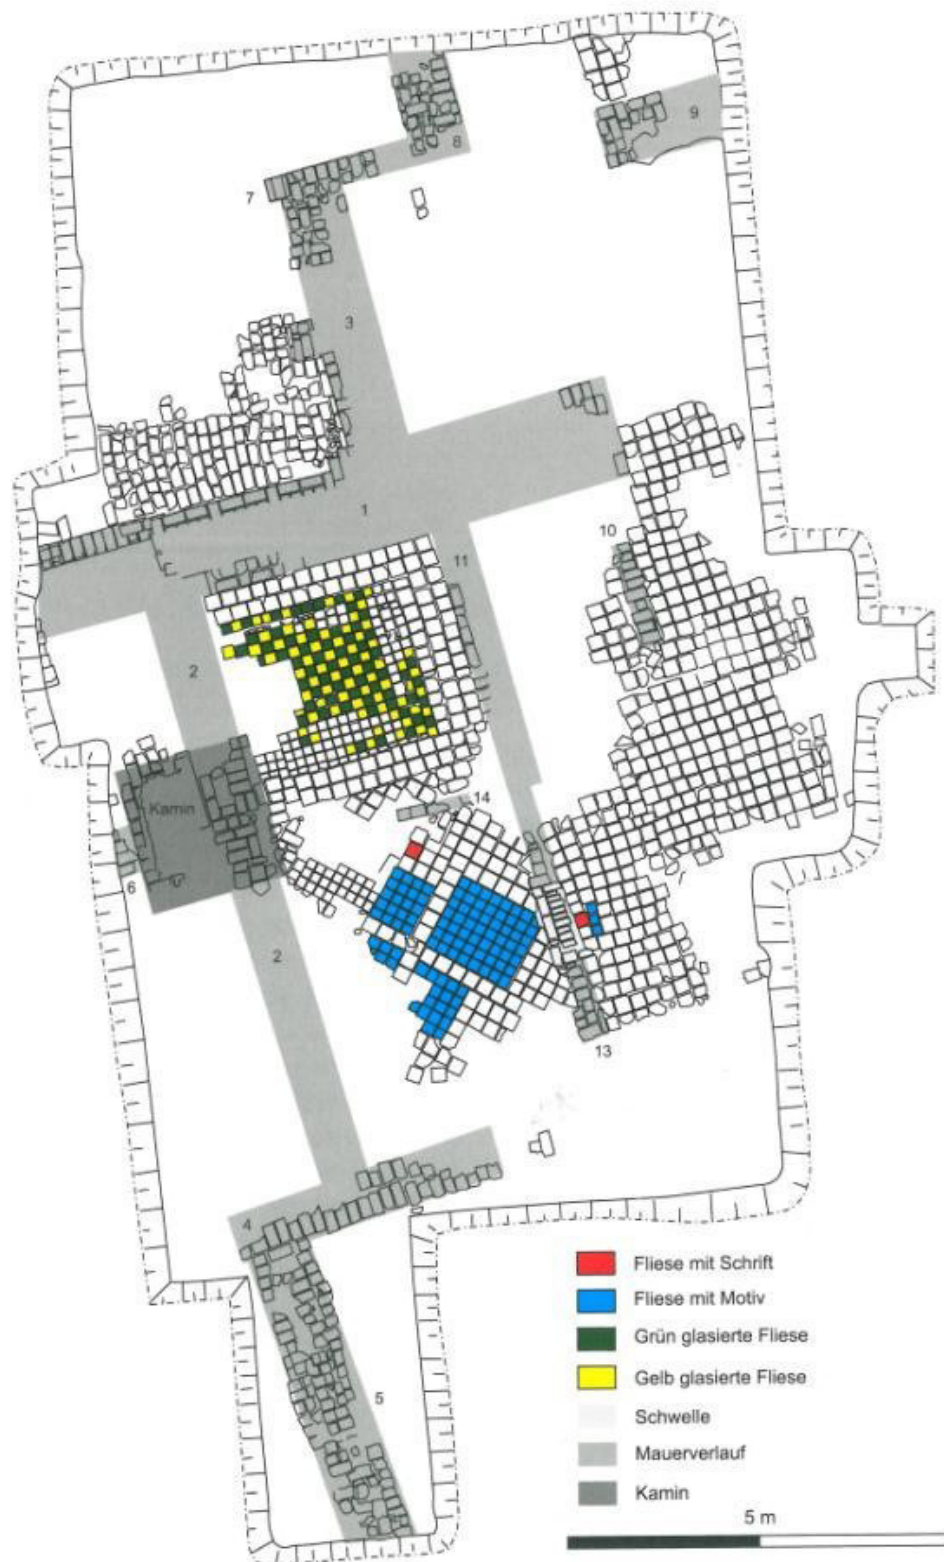 9
8
7
3
1
10
11
2
Kamin
14
6
2
13
4
5
Fliese mit Schrift
Fliese mit Motiv
Grün glasierte Fliese
Gelb glasierte Fliese
Schwelle
Mauerverlauf
Kamin
5 m